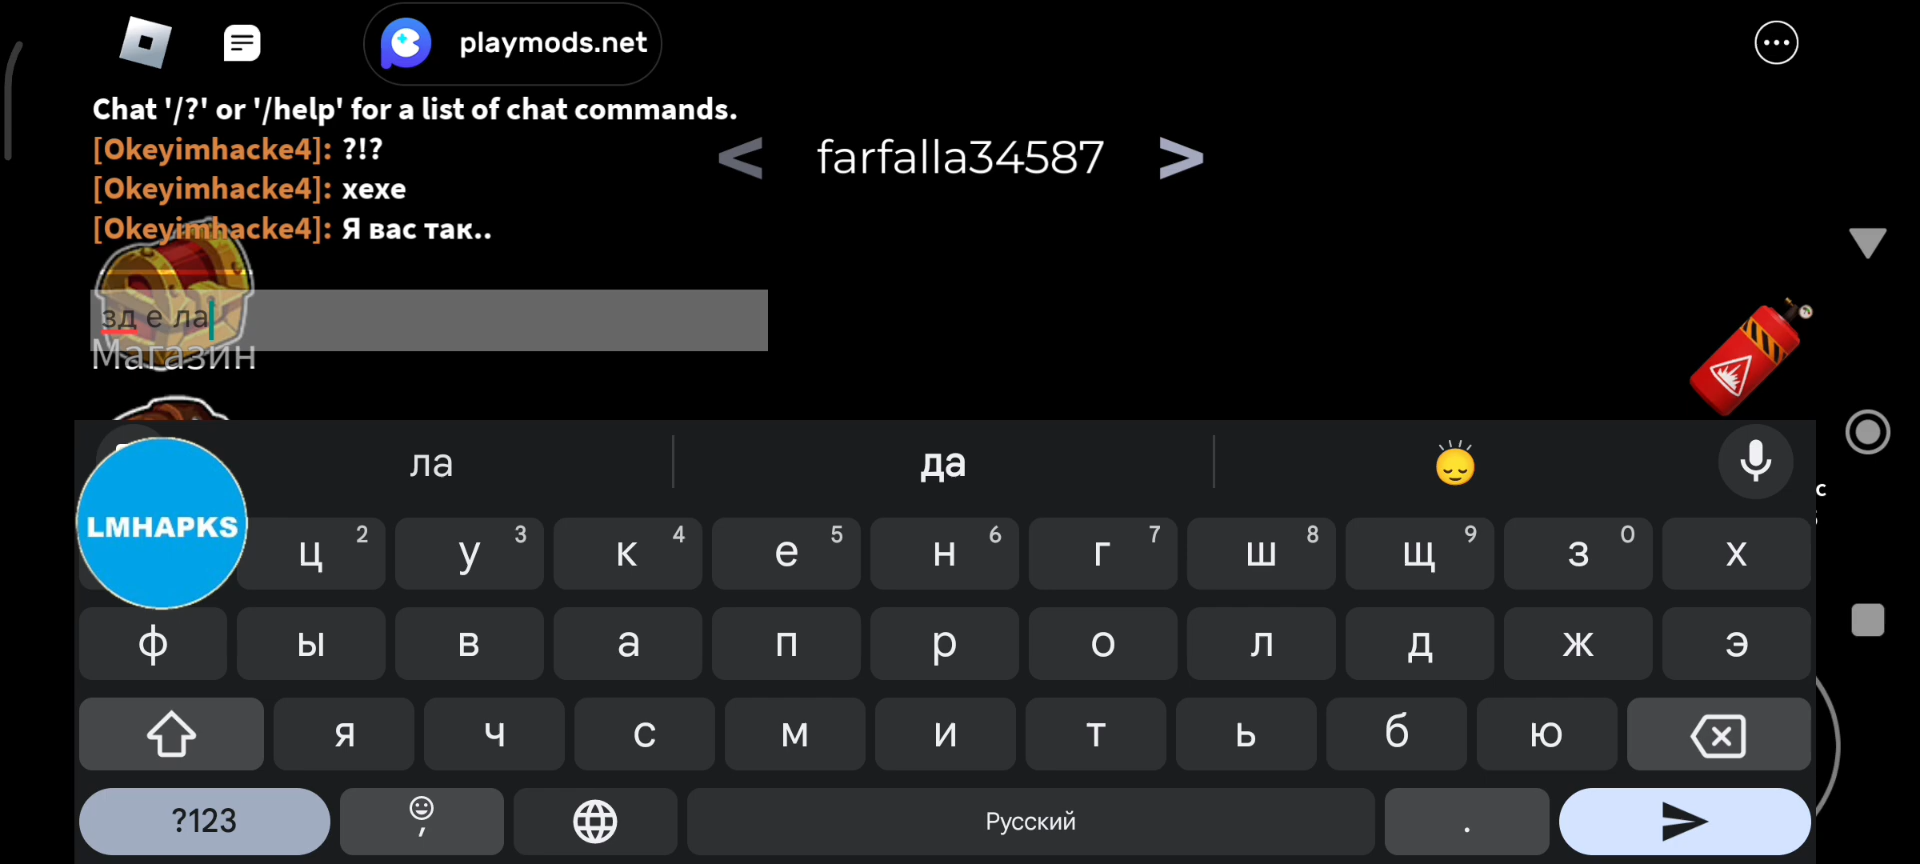 playmods.net
Chat '/?' or '/help' for a list of chat commands.
[Okeyimhacke4]: ?!?
[Okeyimhacke4]: хехе
[Okeyimhacke4]: Я вас так..
< farfalla34587 >
зд е ла
Магазин
ла да
LMHAPKS
ц 2 у 3 к 4 е 5 н 6 г 7 ш 8 щ 9 з 0 х
ф ы в а п р о л д ж э
я ч с м и т ь б ю
?123 , Русский .